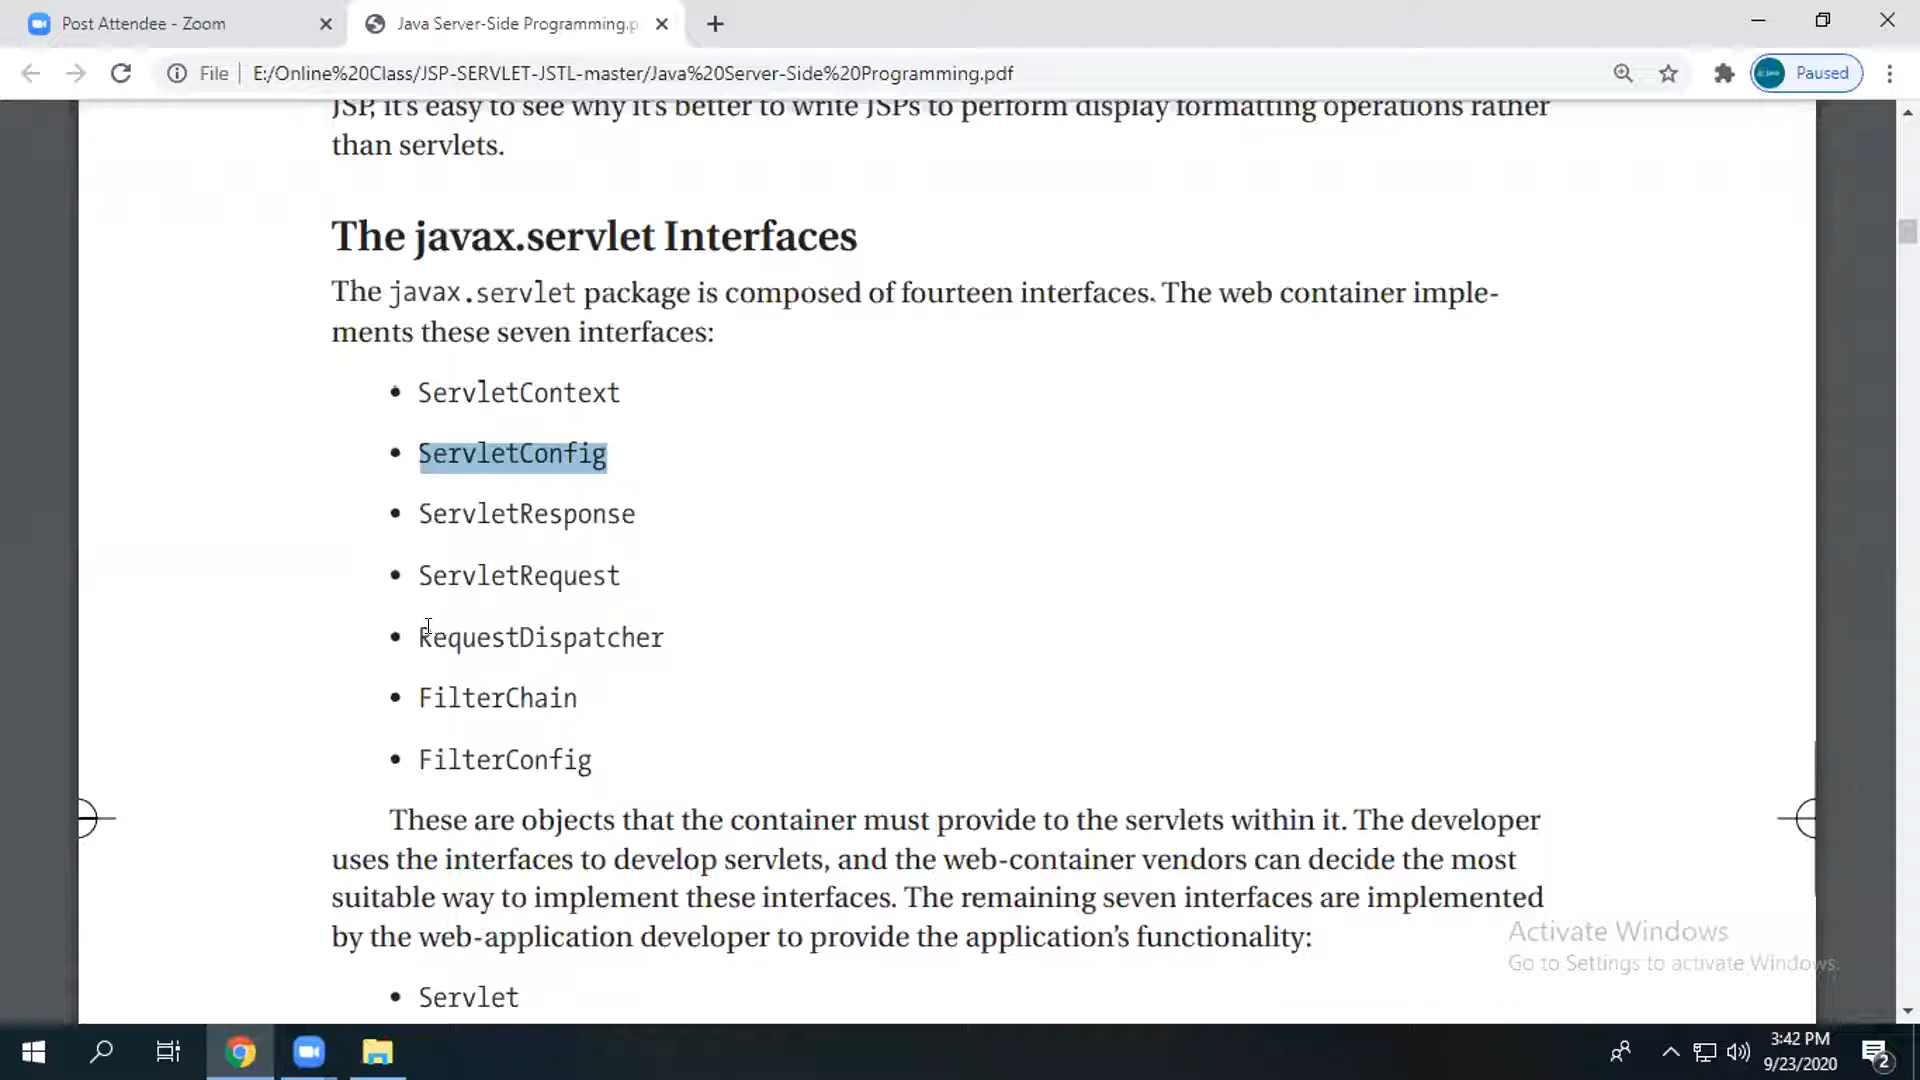 Post Attendee - Zoom
Java Server-Side Programming.p
File
E:/Online%20Class/JSP-SERVLET-JSTL-master/Java%20Server-Side%20Programming.pdf
Paused
JSP, it's easy to see why it's better to write JSPs to perform display formatting operations rather
than servlets.
The javax.servlet Interfaces
The javax.servlet package is composed of fourteen interfaces. The web container imple-
ments these seven interfaces:
• ServletContext
• ServletConfig
• ServletResponse
• ServletRequest
• RequestDispatcher
• FilterChain
• FilterConfig
These are objects that the container must provide to the servlets within it. The developer
uses the interfaces to develop servlets, and the web-container vendors can decide the most
suitable way to implement these interfaces. The remaining seven interfaces are implemented
by the web-application developer to provide the application's functionality:
• Servlet
Activate Windows
Go to Settings to activate Windows.
3:42 PM
9/23/2020
2